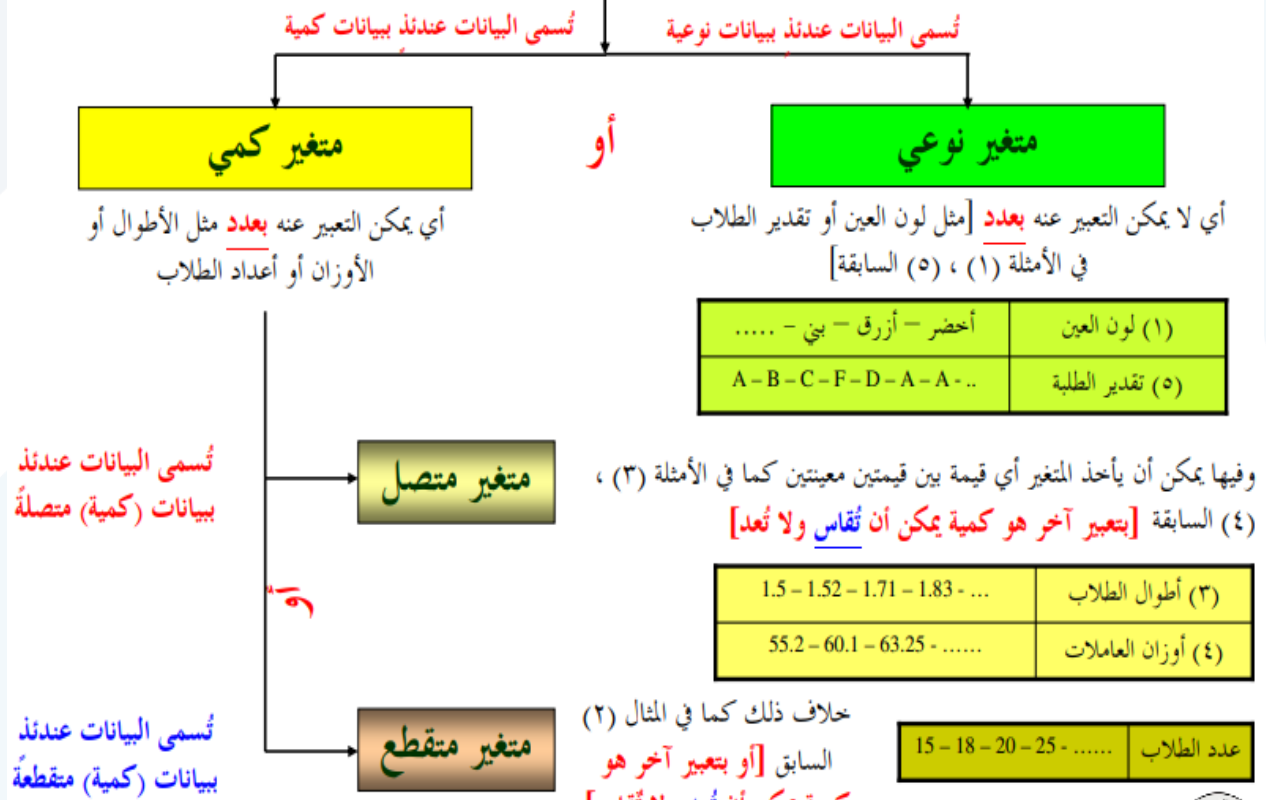 تُسمى البيانات عندئذٍ ببيانات نوعية
تُسمى البيانات عندئذٍ ببيانات كمية
متغير نوعي
أو
متغير كمي
أي لا يمكن التعبير عنه بعدد [مثل لون العين أو تقدير الطلاب
في الأمثلة (١) ، (٥) السابقة]
أي يمكن التعبير عنه بعدد مثل الأطوال أو
الأوزان أو أعداد الطلاب
(١) لون العين أخضر – أزرق – بني - .....
(٥) تقدير الطلبة A – B – C – F – D – A – A - ..
وفيها يمكن أن يأخذ المتغير أي قيمة بين قيمتين معينتين كما في الأمثلة (٣) ،
(٤) السابقة [بتعبير آخر هو كمية يمكن أن تُقاس ولا تُعد]
متغير متصل
تُسمى البيانات عندئذ
ببيانات (كمية) متصلةً
(٣) أطوال الطلاب 1.5 – 1.52 – 1.71 – 1.83 - ...
(٤) أوزان العاملات 55.2 – 60.1 – 63.25 - ......
أو
عدد الطلاب 15 – 18 – 20 – 25 - ......
خلاف ذلك كما في المثال (٢)
السابق [أو بتعبير آخر هو
متغير متقطع
تُسمى البيانات عندئذ
ببيانات (كمية) متقطعةً